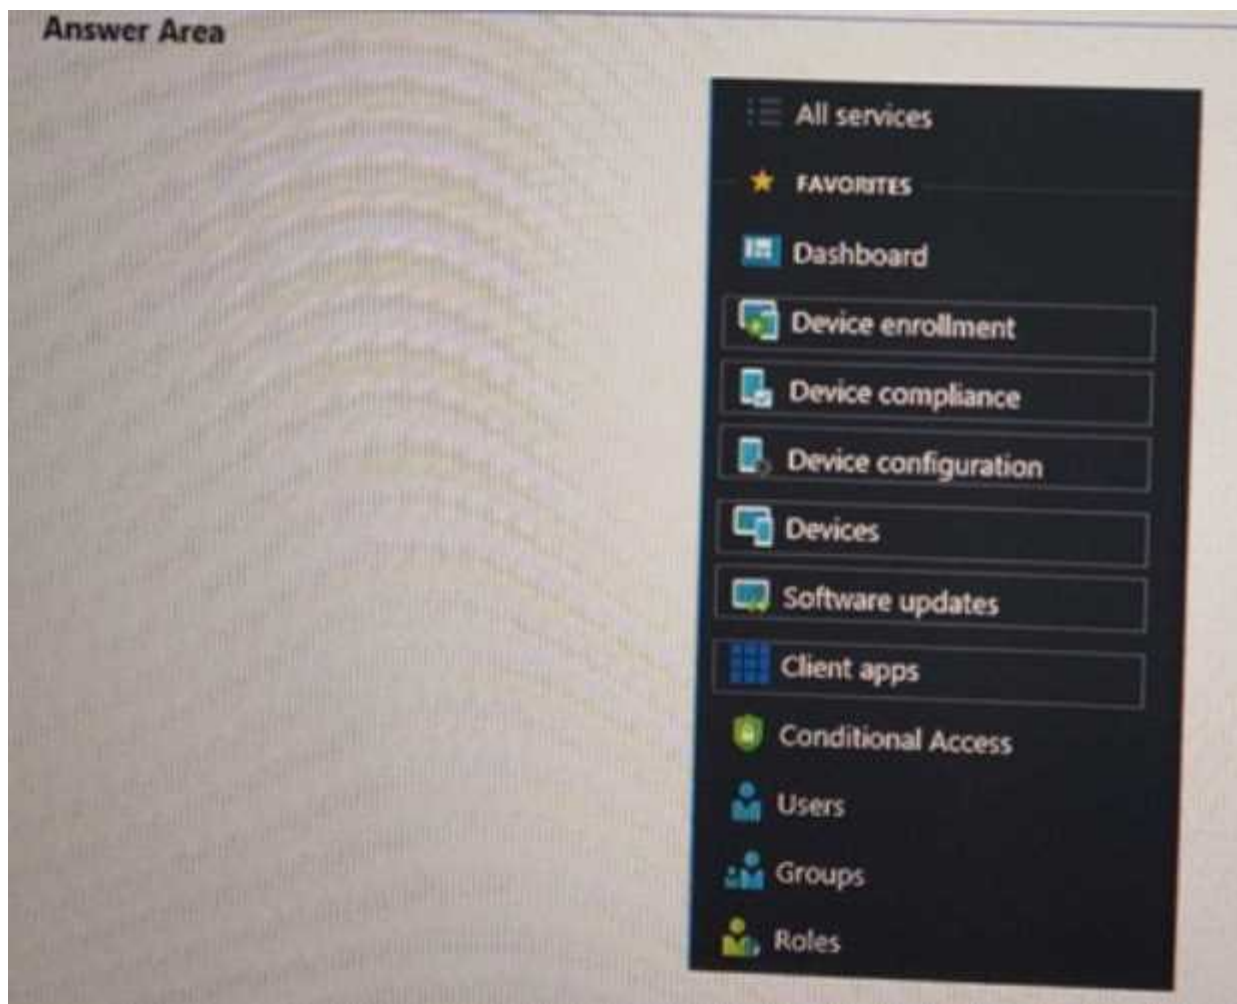 Answer Area
All services
FAVORITES
Dashboard
Device enrollment
Device compliance
Device configuration
Devices
Software updates
Client apps
Conditional Access
Users
Groups
Roles